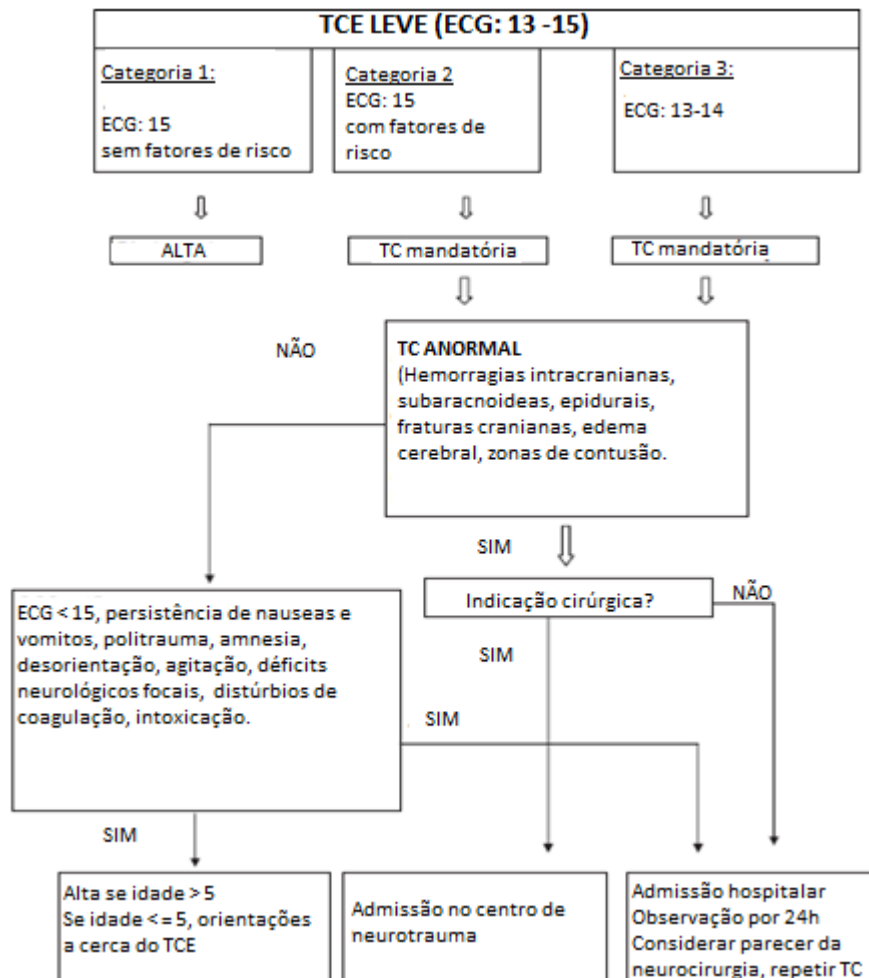 TCE LEVE (ECG: 13 -15)
Categoria 1:
ECG: 15
sem fatores de risco
Categoria 2
ECG: 15
com fatores de
risco
Categoria 3:
ECG: 13-14
ALTA
TC mandatória
TC mandatória
NÃO
TC ANORMAL
(Hemorragias intracranianas,
subaracnoideas, epidurais,
fraturas cranianas, edema
cerebral, zonas de contusão.
SIM
Indicação cirúrgica?
NÃO
SIM
ECG < 15, persistência de nauseas e
vomitos, politrauma, amnesia,
desorientação, agitação, déficits
neurológicos focais, distúrbios de
coagulação, intoxicação.
SIM
SIM
Alta se idade > 5
Se idade <= 5, orientações
a cerca do TCE
Admissão no centro de
neurotrauma
Admissão hospitalar
Observação por 24h
Considerar parecer da
neurocirurgia, repetir TC